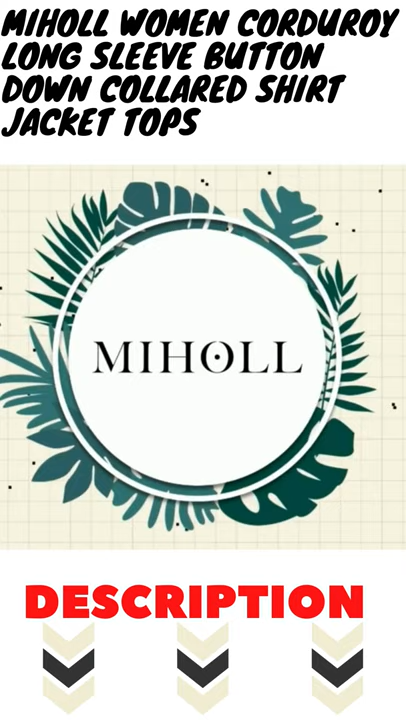 MIHOLL WOMEN CORDUROY
LONG SLEEVE BUTTON
DOWN COLLARED SHIRT
JACKET TOPS
MIHOLL
DESCRIPTION